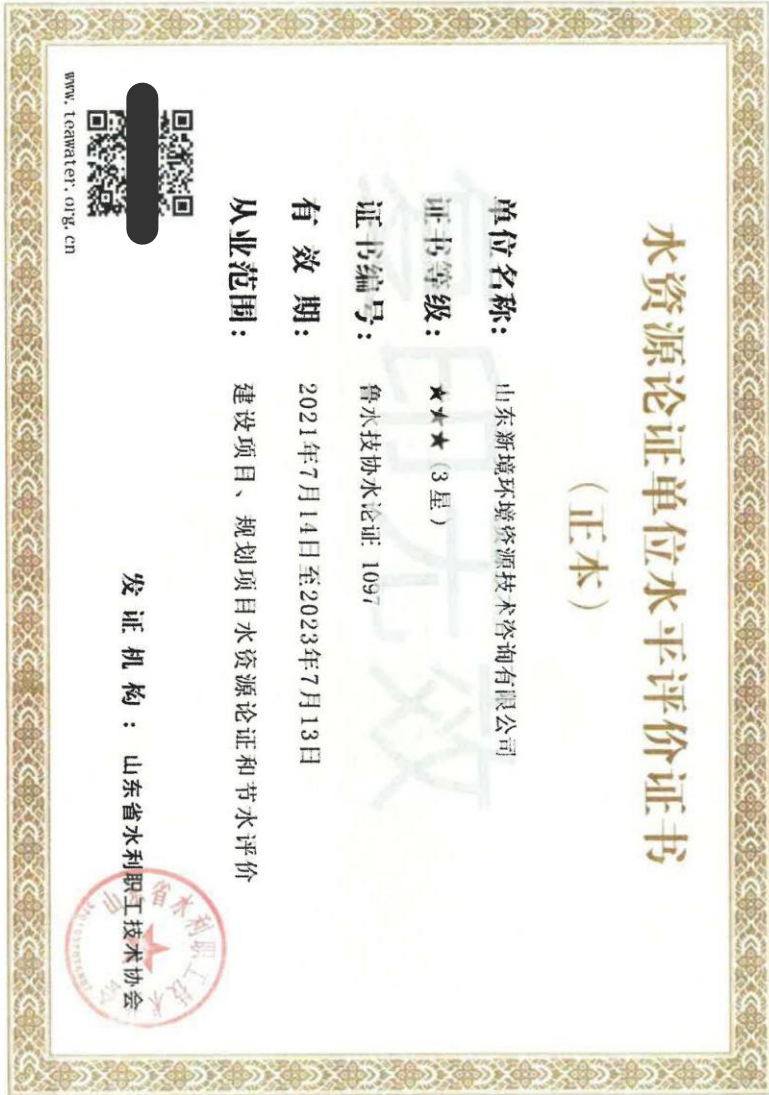 水资源论证单位水平评价证书
（正本）
单位名称： 山东新境环境资源技术咨询有限公司
证书等级： ★★★（3星）
证书编号： 鲁水技协水论证 1097
有效期： 2021年7月14日至2023年7月13日
从业范围： 建设项目、规划项目水资源论证和节水评价
发证机构：山东省水利职工技术协会
www.teawater.org.cn
复印无效